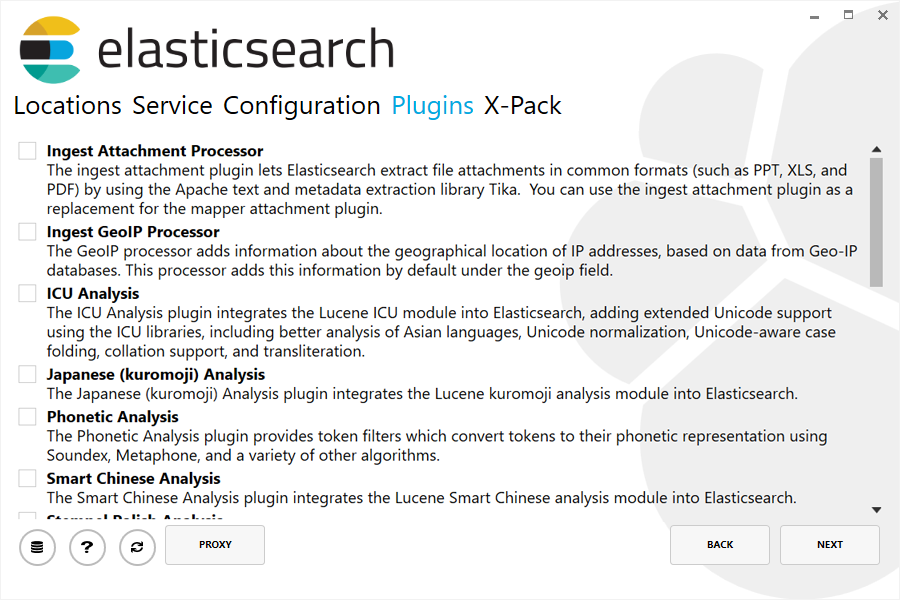 elasticsearch
Locations Service Configuration Plugins X-Pack
Ingest Attachment Processor
The ingest attachment plugin lets Elasticsearch extract file attachments in common formats (such as PPT, XLS, and
PDF) by using the Apache text and metadata extraction library Tika.  You can use the ingest attachment plugin as a
replacement for the mapper attachment plugin.
Ingest GeoIP Processor
The GeoIP processor adds information about the geographical location of IP addresses, based on data from Geo-IP
databases. This processor adds this information by default under the geoip field.
ICU Analysis
The ICU Analysis plugin integrates the Lucene ICU module into Elasticsearch, adding extended Unicode support
using the ICU libraries, including better analysis of Asian languages, Unicode normalization, Unicode-aware case
folding, collation support, and transliteration.
Japanese (kuromoji) Analysis
The Japanese (kuromoji) Analysis plugin integrates the Lucene kuromoji analysis module into Elasticsearch.
Phonetic Analysis
The Phonetic Analysis plugin provides token filters which convert tokens to their phonetic representation using
Soundex, Metaphone, and a variety of other algorithms.
Smart Chinese Analysis
The Smart Chinese Analysis plugin integrates the Lucene Smart Chinese analysis module into Elasticsearch.
Stempel Polish Analysis
? PROXY BACK NEXT